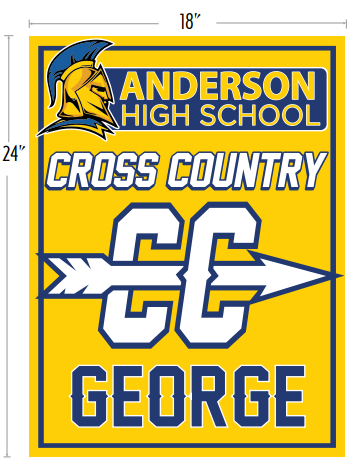 18"
24"
ANDERSON
HIGH SCHOOL
CROSS COUNTRY
CC
GEORGE